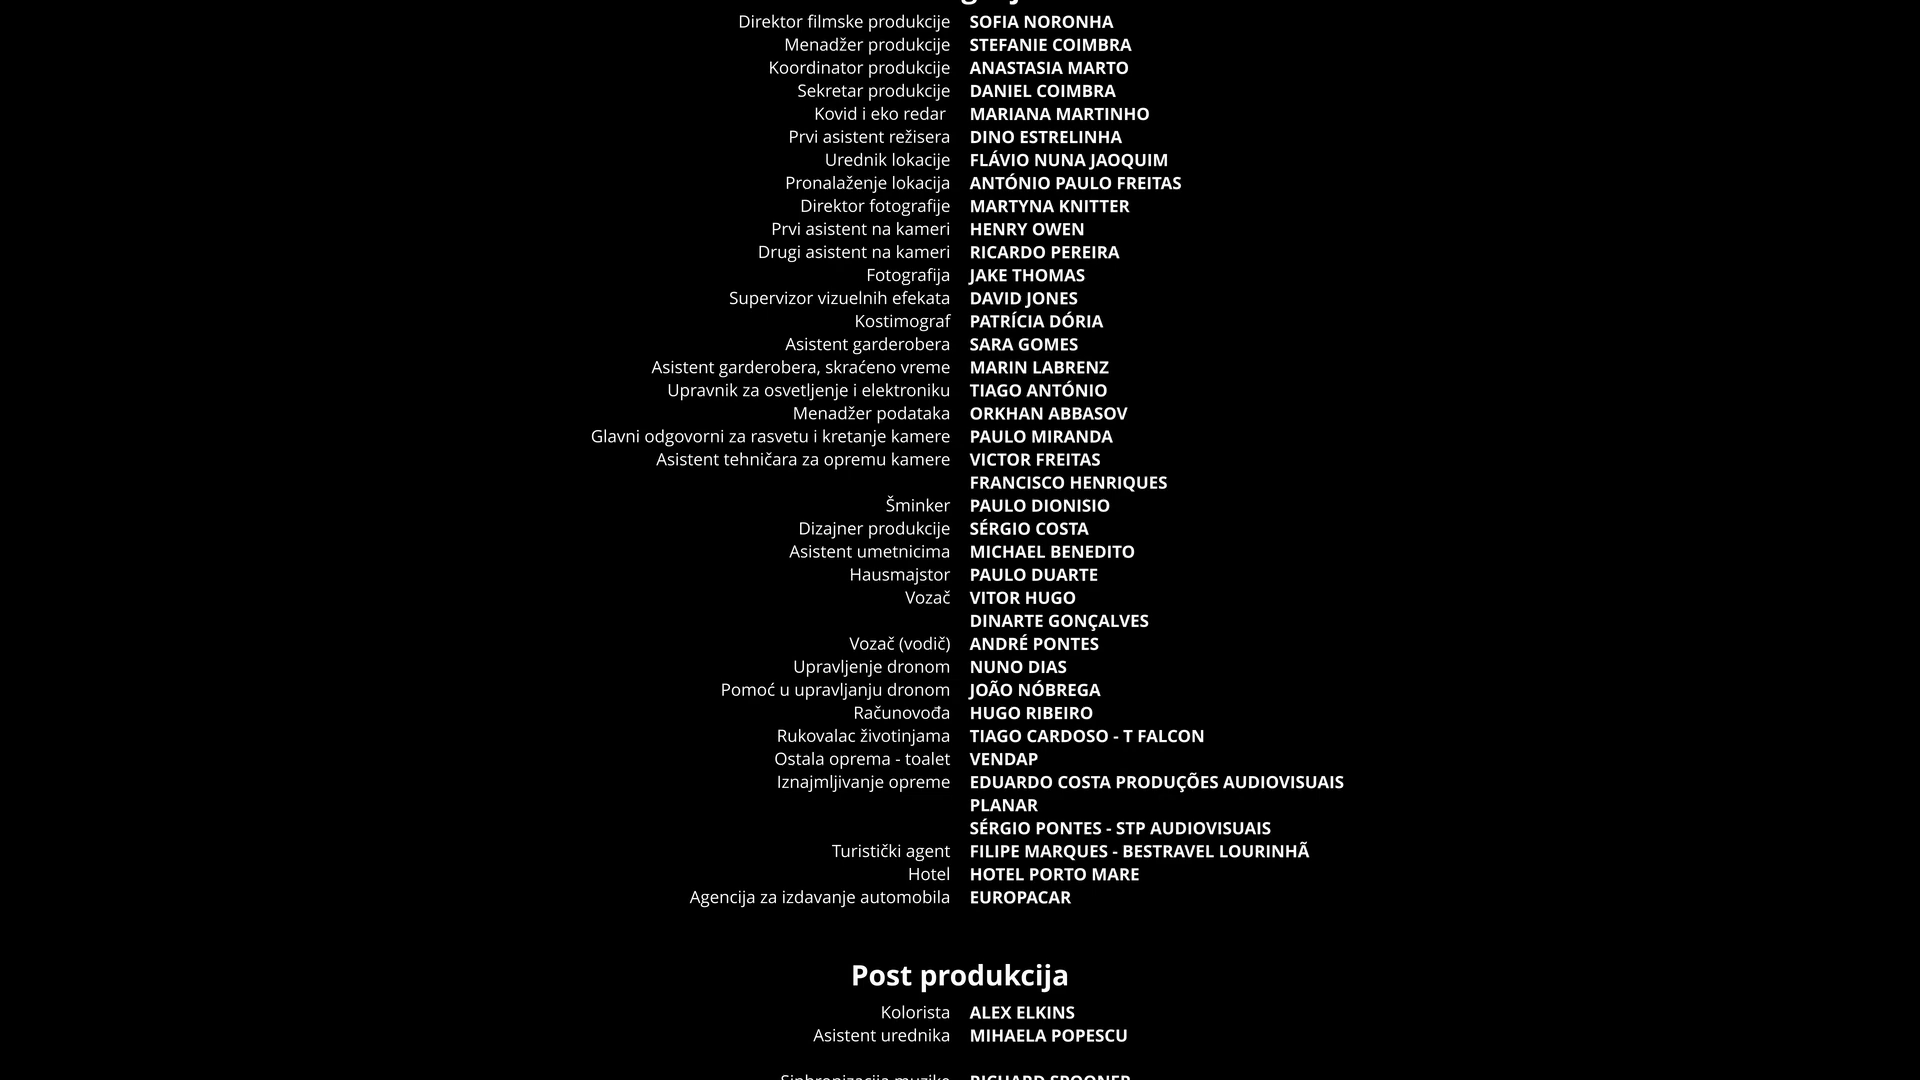 Direktor filmske produkcije SOFIA NORONHA
Menadžer produkcije STEFANIE COIMBRA
Koordinator produkcije ANASTASIA MARTO
Sekretar produkcije DANIEL COIMBRA
Kovid i eko redar MARIANA MARTINHO
Prvi asistent režisera DINO ESTRELINHA
Urednik lokacije FLÁVIO NUNA JAOQUIM
Pronalaženje lokacija ANTÓNIO PAULO FREITAS
Direktor fotografije MARTYNA KNITTER
Prvi asistent na kameri HENRY OWEN
Drugi asistent na kameri RICARDO PEREIRA
Fotografija JAKE THOMAS
Supervizor vizuelnih efekata DAVID JONES
Kostimograf PATRÍCIA DÓRIA
Asistent garderobera SARA GOMES
Asistent garderobera, skraćeno vreme MARIN LABRENZ
Upravnik za osvetljenje i elektroniku TIAGO ANTÓNIO
Menadžer podataka ORKHAN ABBASOV
Glavni odgovorni za rasvetu i kretanje kamere PAULO MIRANDA
Asistent tehničara za opremu kamere VICTOR FREITAS
FRANCISCO HENRIQUES
Šminker PAULO DIONISIO
Dizajner produkcije SÉRGIO COSTA
Asistent umetnicima MICHAEL BENEDITO
Hausmajstor PAULO DUARTE
Vozač VITOR HUGO
DINARTE GONÇALVES
Vozač (vodič) ANDRÉ PONTES
Upravljenje dronom NUNO DIAS
Pomoć u upravljanju dronom JOÃO NÓBREGA
Računovođa HUGO RIBEIRO
Rukovalac životinjama TIAGO CARDOSO - T FALCON
Ostala oprema - toalet VENDAP
Iznajmljivanje opreme EDUARDO COSTA PRODUÇÕES AUDIOVISUAIS
PLANAR
SÉRGIO PONTES - STP AUDIOVISUAIS
Turistički agent FILIPE MARQUES - BESTRAVEL LOURINHÃ
Hotel HOTEL PORTO MARE
Agencija za izdavanje automobila EUROPACAR
Post produkcija
Kolorista ALEX ELKINS
Asistent urednika MIHAELA POPESCU
Sinhronizacija muzike RICHARD SPOONER